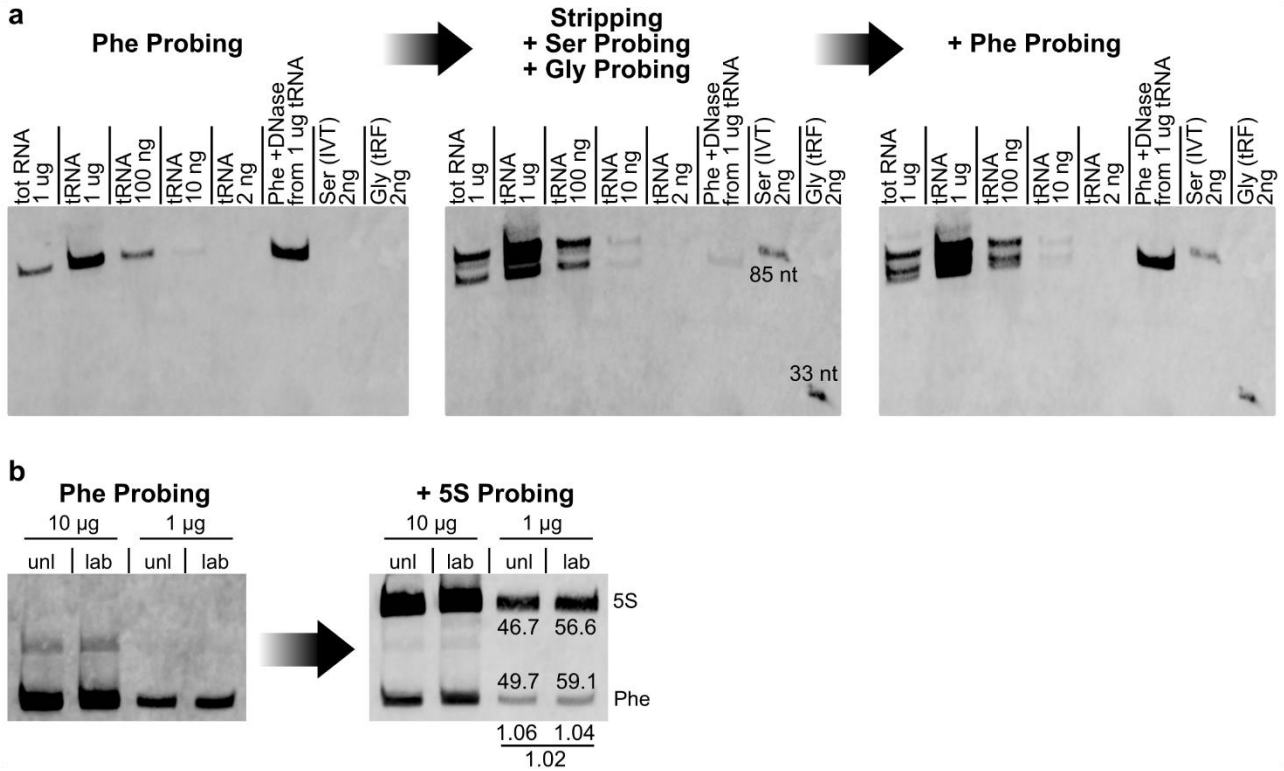 a
Phe Probing
Stripping
+ Ser Probing
+ Gly Probing
+ Phe Probing
tot RNA
1 ug
tRNA
1 ug
tRNA
100 ng
tRNA
10 ng
tRNA
2 ng
Phe +DNase
from 1 ug tRNA
Ser (IVT)
2ng
Gly (tRF)
2ng
tot RNA
1 ug
tRNA
1 ug
tRNA
100 ng
tRNA
10 ng
tRNA
2 ng
Phe +DNase
from 1 ug tRNA
Ser (IVT)
2ng
Gly (tRF)
2ng
85 nt
33 nt
tot RNA
1 ug
tRNA
1 ug
tRNA
100 ng
tRNA
10 ng
tRNA
2 ng
Phe +DNase
from 1 ug tRNA
Ser (IVT)
2ng
Gly (tRF)
2ng
b
Phe Probing
10 µg 1 µg
unl lab unl lab
+ 5S Probing
10 µg 1 µg
unl lab unl lab
5S
46.7 56.6
49.7 59.1
Phe
1.06 1.04
1.02